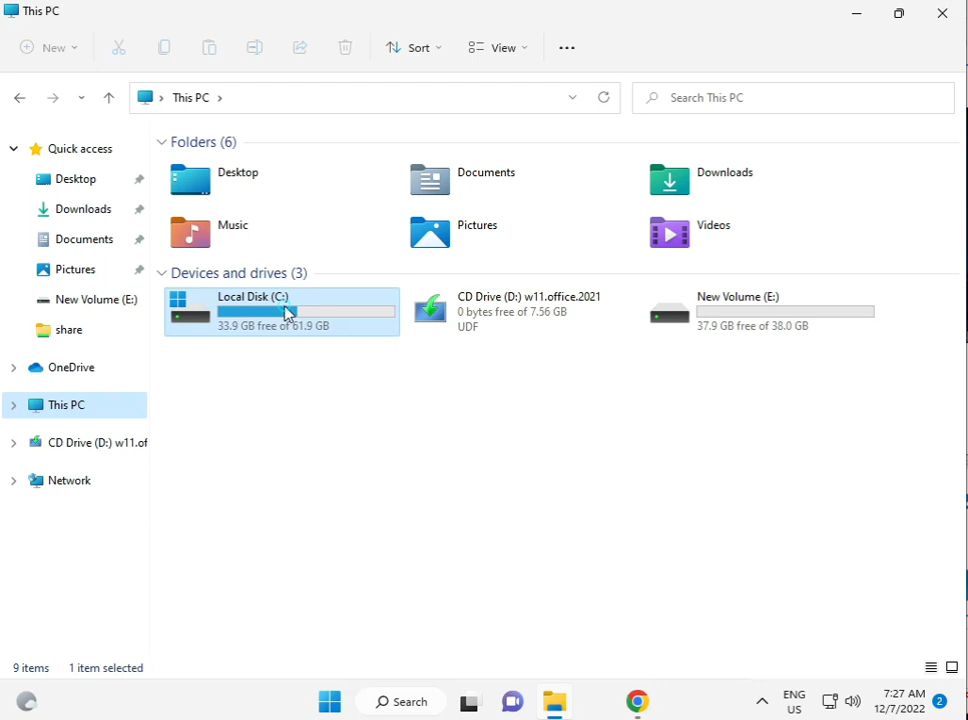 This PC
New
Sort
View
This PC
Search This PC
Quick access
Desktop
Downloads
Documents
Pictures
New Volume (E:)
share
OneDrive
This PC
CD Drive (D:) w11.of
Network
Folders (6)
Desktop
Documents
Downloads
Music
Pictures
Videos
Devices and drives (3)
Local Disk (C:)
33.9 GB free of 61.9 GB
CD Drive (D:) w11.office.2021
0 bytes free of 7.56 GB
UDF
New Volume (E:)
37.9 GB free of 38.0 GB
9 items 1 item selected
Search
ENG
US
7:27 AM
12/7/2022
2